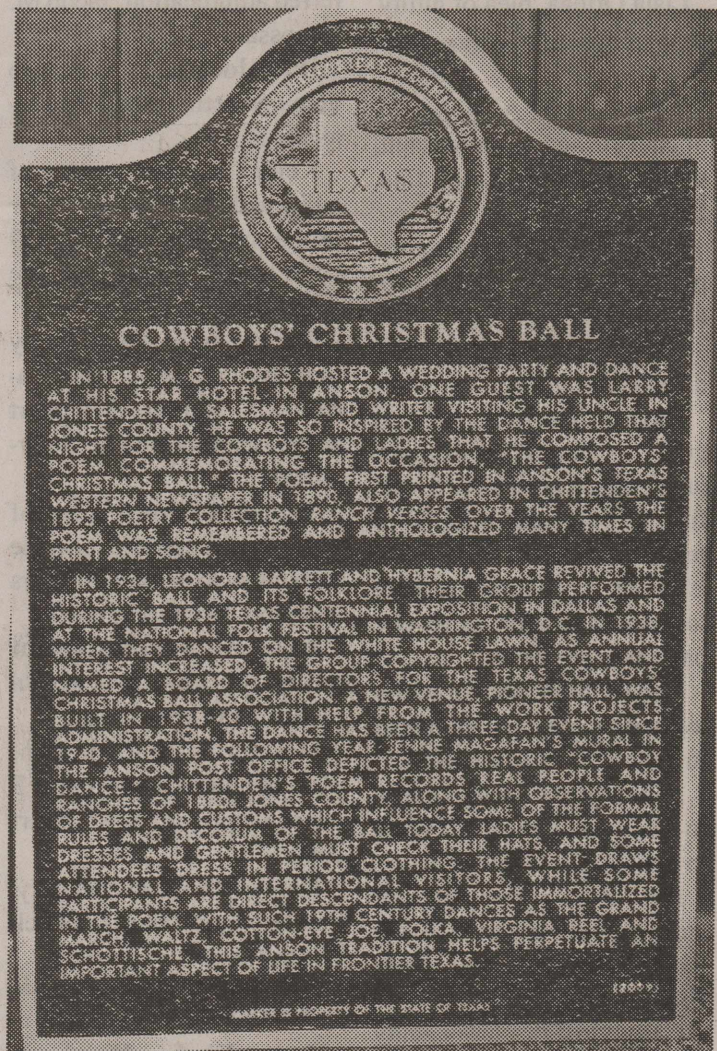 TEXAS HISTORICAL COMMISSION
TEXAS
COWBOYS' CHRISTMAS BALL
IN 1885, M. G. RHODES HOSTED A WEDDING PARTY AND DANCE
AT HIS STAR HOTEL IN ANSON. ONE GUEST WAS LARRY
CHITTENDEN, A SALESMAN AND WRITER VISITING HIS UNCLE IN
JONES COUNTY. HE WAS SO INSPIRED BY THE DANCE HELD THAT
NIGHT FOR THE COWBOYS AND LADIES THAT HE COMPOSED A
POEM COMMEMORATING THE OCCASION, "THE COWBOYS'
CHRISTMAS BALL." THE POEM, FIRST PRINTED IN ANSON'S TEXAS
WESTERN NEWSPAPER IN 1890, ALSO APPEARED IN CHITTENDEN'S
1893 POETRY COLLECTION RANCH VERSES. OVER THE YEARS THE
POEM WAS REMEMBERED AND ANTHOLOGIZED MANY TIMES IN
PRINT AND SONG.
IN 1934, LEONORA BARRETT AND HYBERNIA GRACE REVIVED THE
HISTORIC BALL AND ITS FOLKLORE. THEIR GROUP PERFORMED
DURING THE 1936 TEXAS CENTENNIAL EXPOSITION IN DALLAS AND
AT THE NATIONAL FOLK FESTIVAL IN WASHINGTON, D.C. IN 1938,
WHEN THEY DANCED ON THE WHITE HOUSE LAWN. AS ANNUAL
INTEREST INCREASED, THE GROUP COPYRIGHTED THE EVENT AND
NAMED A BOARD OF DIRECTORS FOR THE TEXAS COWBOYS'
CHRISTMAS BALL ASSOCIATION. A NEW VENUE, PIONEER HALL, WAS
BUILT IN 1938-40 WITH HELP FROM THE WORK PROJECTS
ADMINISTRATION. THE DANCE HAS BEEN A THREE-DAY EVENT SINCE
1940, AND THE FOLLOWING YEAR JENNE MAGAFAN'S MURAL IN
THE ANSON POST OFFICE DEPICTED THE HISTORIC "COWBOY
DANCE." CHITTENDEN'S POEM RECORDS REAL PEOPLE AND
RANCHES OF 1880s JONES COUNTY, ALONG WITH OBSERVATIONS
OF DRESS AND CUSTOMS WHICH INFLUENCE SOME OF THE FORMAL
RULES AND DECORUM OF THE BALL TODAY. LADIES MUST WEAR
DRESSES AND GENTLEMEN MUST CHECK THEIR HATS, AND SOME
ATTENDEES DRESS IN PERIOD CLOTHING. THE EVENT DRAWS
NATIONAL AND INTERNATIONAL VISITORS, WHILE SOME
PARTICIPANTS ARE DIRECT DESCENDANTS OF THOSE IMMORTALIZED
IN THE POEM. WITH SUCH 19TH CENTURY DANCES AS THE GRAND
MARCH, WALTZ, COTTON-EYE JOE, POLKA, VIRGINIA REEL AND
SCHOTTISCHE, THIS ANSON TRADITION HELPS PERPETUATE AN
IMPORTANT ASPECT OF LIFE IN FRONTIER TEXAS.
(2009)
MARKER IS PROPERTY OF THE STATE OF TEXAS